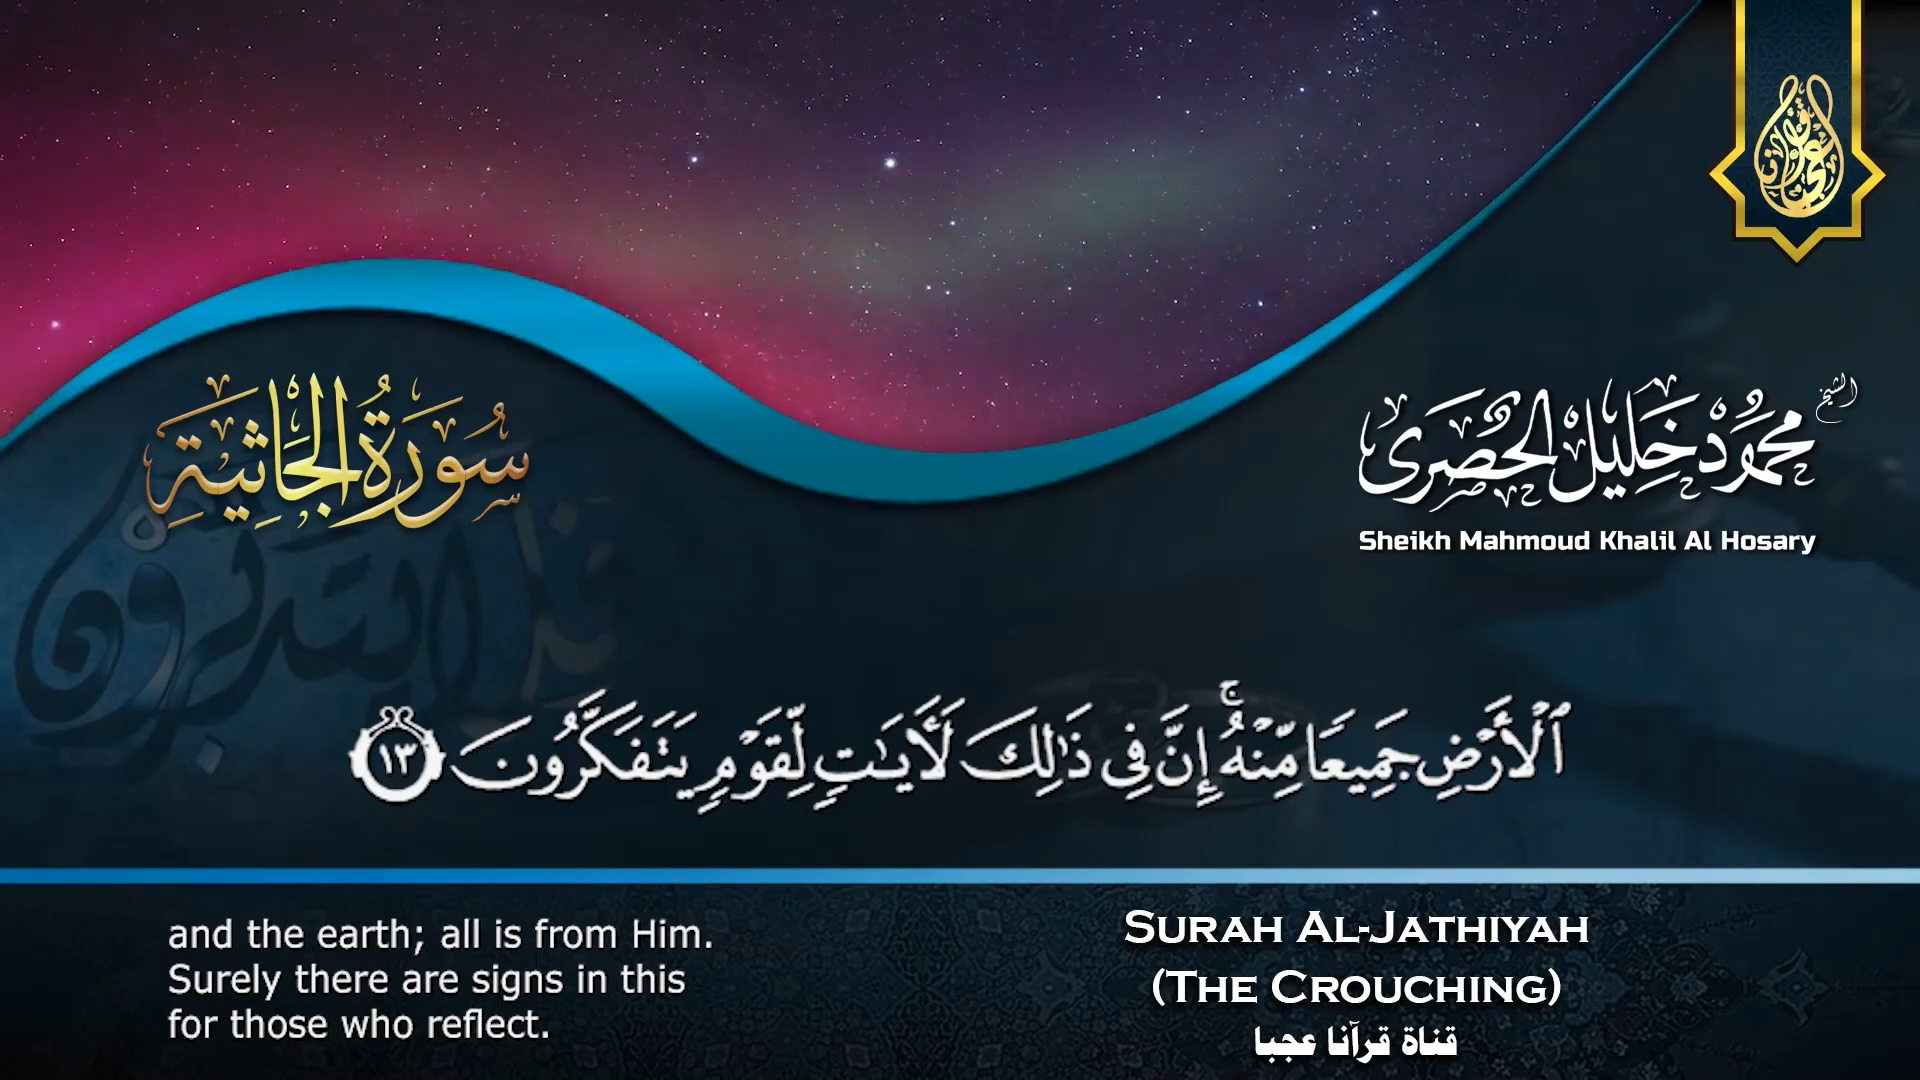 سُورَةُ الجَاثِيَةِ
الشيخ
محمُود خَلِيل الحُصَرى
Sheikh Mahmoud Khalil Al Hosary
ٱلْأَرْضِ جَمِيعًا مِّنْهُ ۚ إِنَّ فِى ذَٰلِكَ لَأَيَـٰتٍ لِّقَوْمٍ يَتَفَكَّرُونَ ١٣
and the earth; all is from Him.
Surely there are signs in this
for those who reflect.
Surah Al-Jathiyah
(The Crouching)
قناة قرآنا عجبا